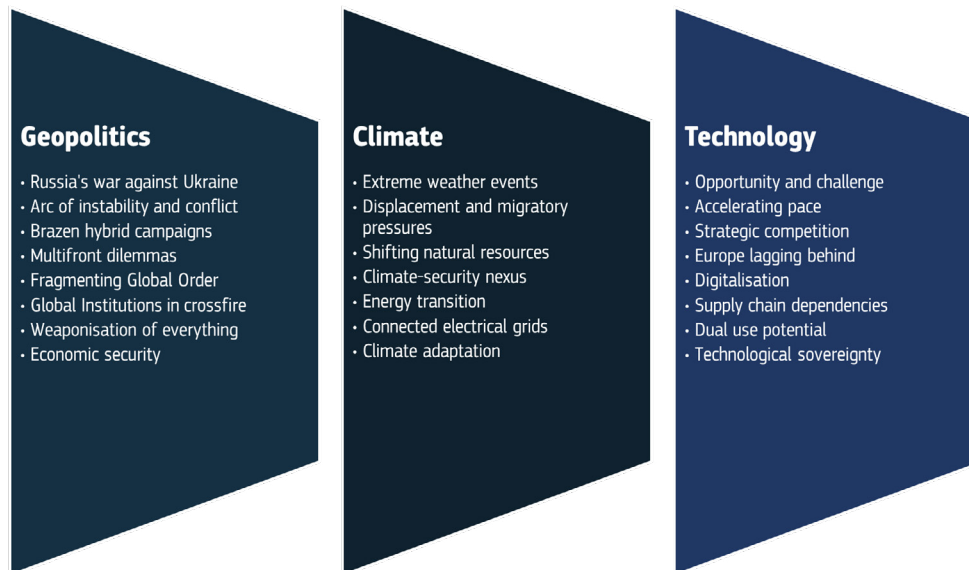 Geopolitics
• Russia's war against Ukraine
• Arc of instability and conflict
• Brazen hybrid campaigns
• Multifront dilemmas
• Fragmenting Global Order
• Global Institutions in crossfire
• Weaponisation of everything
• Economic security
Climate
• Extreme weather events
• Displacement and migratory
pressures
• Shifting natural resources
• Climate-security nexus
• Energy transition
• Connected electrical grids
• Climate adaptation
Technology
• Opportunity and challenge
• Accelerating pace
• Strategic competition
• Europe lagging behind
• Digitalisation
• Supply chain dependencies
• Dual use potential
• Technological sovereignty